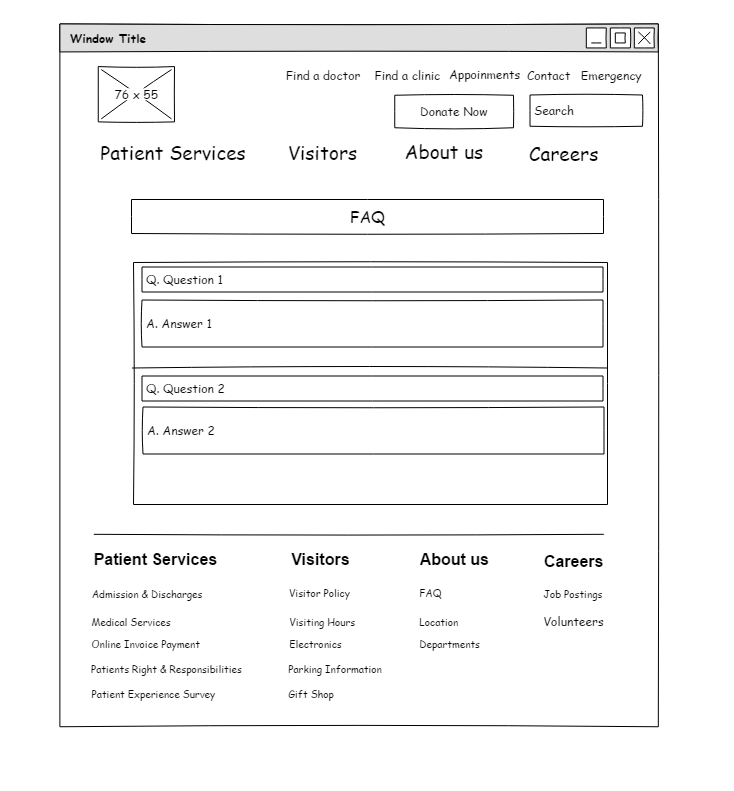 Window Title
Find a doctor Find a clinic Appoinments Contact Emergency
76 x 55
Donate Now
Search
Patient Services Visitors About us Careers
FAQ
Q. Question 1
A. Answer 1
Q. Question 2
A. Answer 2
Patient Services Visitors About us Careers
Admission & Discharges Visitor Policy FAQ Job Postings
Medical Services Visiting Hours Location Volunteers
Online Invoice Payment Electronics Departments
Patients Right & Responsibilities Parking Information
Patient Experience Survey Gift Shop